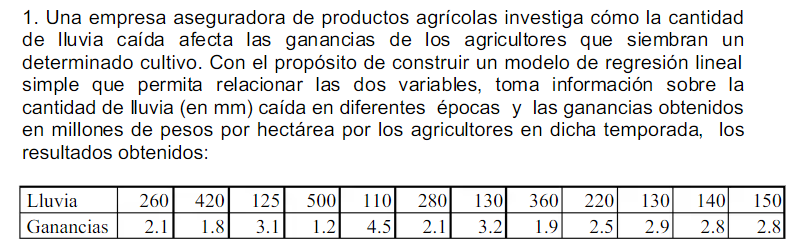 1. Una empresa aseguradora de productos agrícolas investiga cómo la cantidad
de lluvia caída afecta las ganancias de los agricultores que siembran un
determinado cultivo. Con el propósito de construir un modelo de regresión lineal
simple que permita relacionar las dos variables, toma información sobre la
cantidad de lluvia (en mm) caída en diferentes épocas y las ganancias obtenidos
en millones de pesos por hectárea por los agricultores en dicha temporada, los
resultados obtenidos:
Lluvia 260 420 125 500 110 280 130 360 220 130 140 150
Ganancias 2.1 1.8 3.1 1.2 4.5 2.1 3.2 1.9 2.5 2.9 2.8 2.8